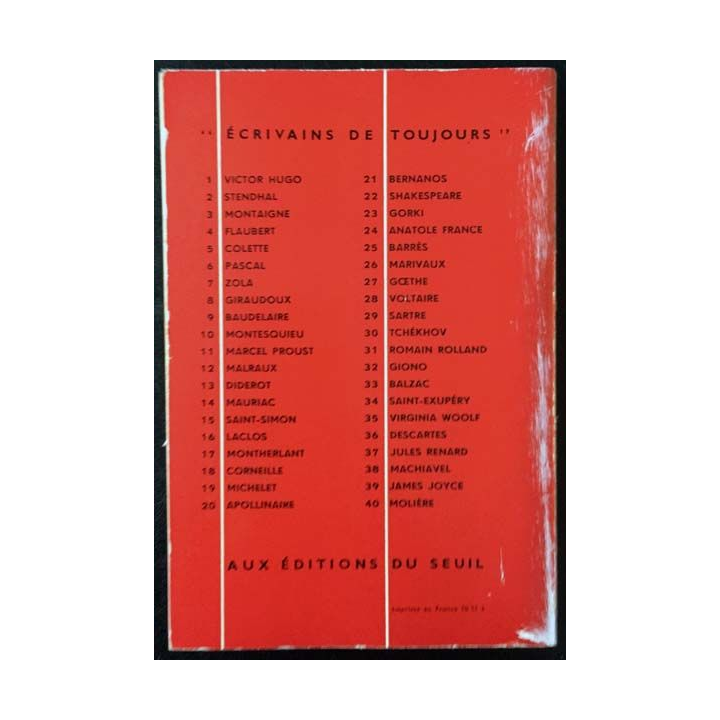 “ ÉCRIVAINS DE TOUJOURS ”
1 VICTOR HUGO
2 STENDHAL
3 MONTAIGNE
4 FLAUBERT
5 COLETTE
6 PASCAL
7 ZOLA
8 GIRAUDOUX
9 BAUDELAIRE
10 MONTESQUIEU
11 MARCEL PROUST
12 MALRAUX
13 DIDEROT
14 MAURIAC
15 SAINT-SIMON
16 LACLOS
17 MONTHERLANT
18 CORNEILLE
19 MICHELET
20 APOLLINAIRE
21 BERNANOS
22 SHAKESPEARE
23 GORKI
24 ANATOLE FRANCE
25 BARRÈS
26 MARIVAUX
27 GŒTHE
28 VOLTAIRE
29 SARTRE
30 TCHÉKHOV
31 ROMAIN ROLLAND
32 GIONO
33 BALZAC
34 SAINT-EXUPÉRY
35 VIRGINIA WOOLF
36 DESCARTES
37 JULES RENARD
38 MACHIAVEL
39 JAMES JOYCE
40 MOLIÈRE
AUX ÉDITIONS DU SEUIL
Imprimé en France